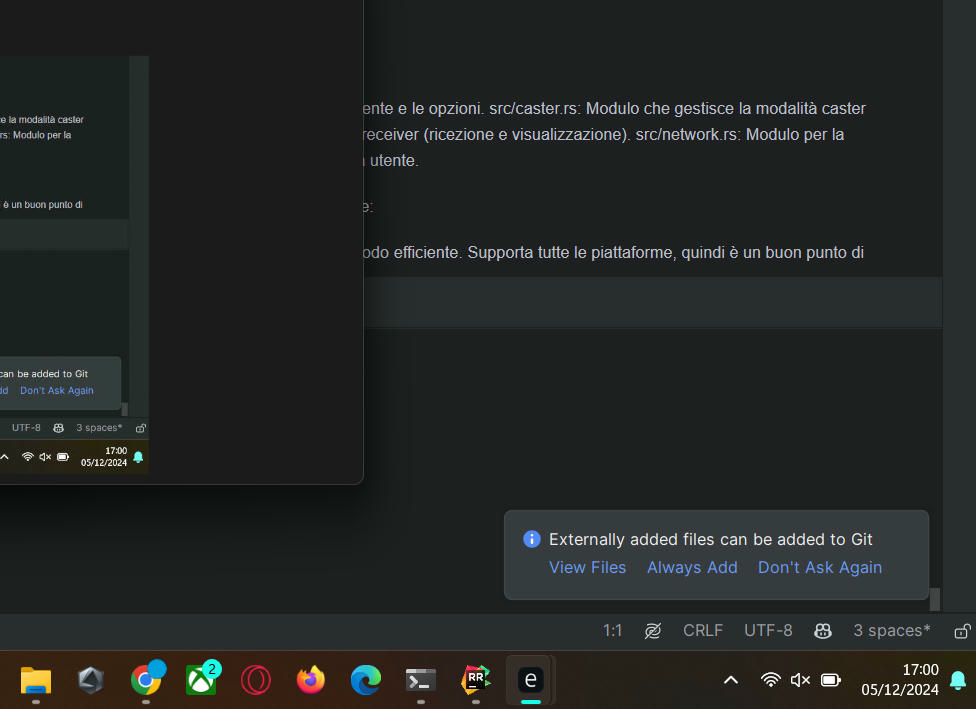 ente e le opzioni. src/caster.rs: Modulo che gestisce la modalità caster
receiver (ricezione e visualizzazione). src/network.rs: Modulo per la
utente.
e:
odo efficiente. Supporta tutte le piattaforme, quindi è un buon punto di
e la modalità caster
rs: Modulo per la
è un buon punto di
can be added to Git
dd Don't Ask Again
UTF-8 3 spaces*
17:00
05/12/2024
Externally added files can be added to Git
View Files Always Add Don't Ask Again
1:1 CRLF UTF-8 3 spaces*
2
RR
e
17:00
05/12/2024